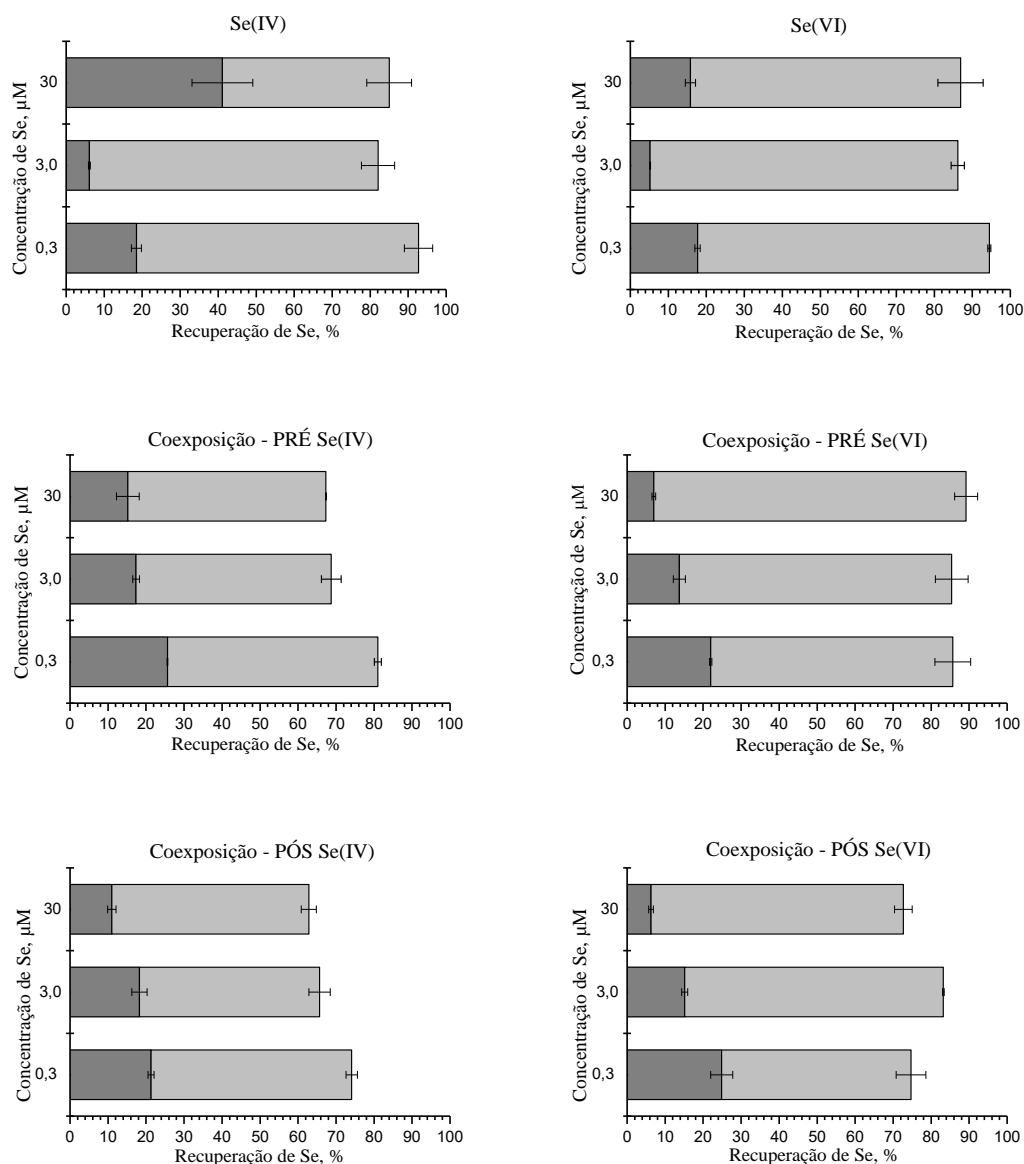 Se(IV)
Concentração de Se, µM
30
3,0
0,3
0 10 20 30 40 50 60 70 80 90 100
Recuperação de Se, %
Se(VI)
Concentração de Se, µM
30
3,0
0,3
0 10 20 30 40 50 60 70 80 90 100
Recuperação de Se, %
Coexposição - PRÉ Se(IV)
Concentração de Se, µM
30
3,0
0,3
0 10 20 30 40 50 60 70 80 90 100
Recuperação de Se, %
Coexposição - PRÉ Se(VI)
Concentração de Se, µM
30
3,0
0,3
0 10 20 30 40 50 60 70 80 90 100
Recuperação de Se, %
Coexposição - PÓS Se(IV)
Concentração de Se, µM
30
3,0
0,3
0 10 20 30 40 50 60 70 80 90 100
Recuperação de Se, %
Coexposição - PÓS Se(VI)
Concentração de Se, µM
30
3,0
0,3
0 10 20 30 40 50 60 70 80 90 100
Recuperação de Se, %